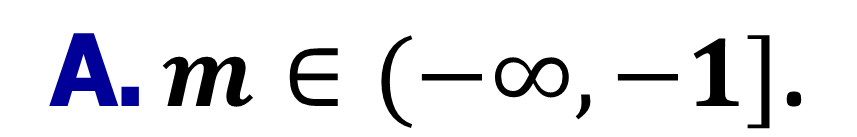 A. m ∈ (−∞, −1].